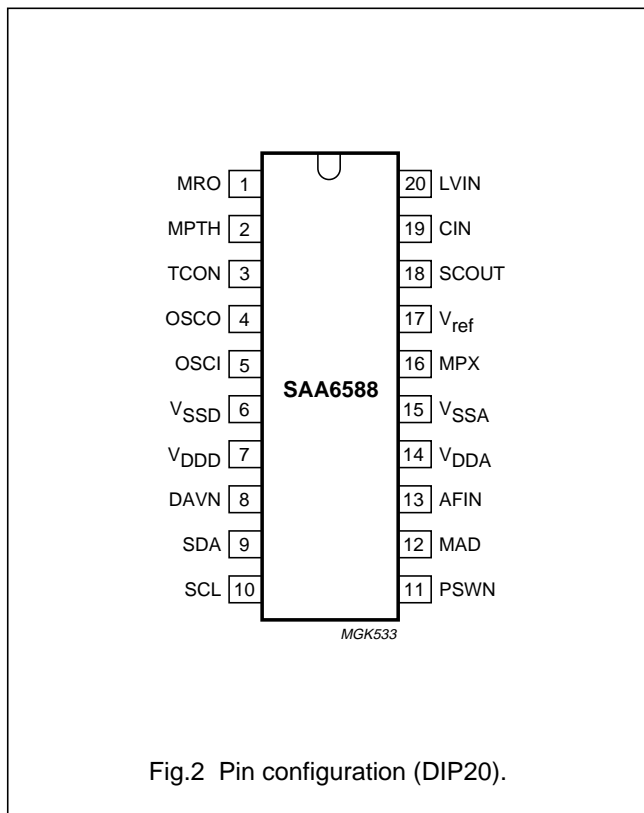 MRO 1 20 LVIN
MPTH 2 19 CIN
TCON 3 18 SCOUT
OSCO 4 17 Vref
OSCI 5 16 MPX
SAA6588
VSSD 6 15 VSSA
VDDD 7 14 VDDA
DAVN 8 13 AFIN
SDA 9 12 MAD
SCL 10 11 PSWN
MGK533
Fig.2 Pin configuration (DIP20).